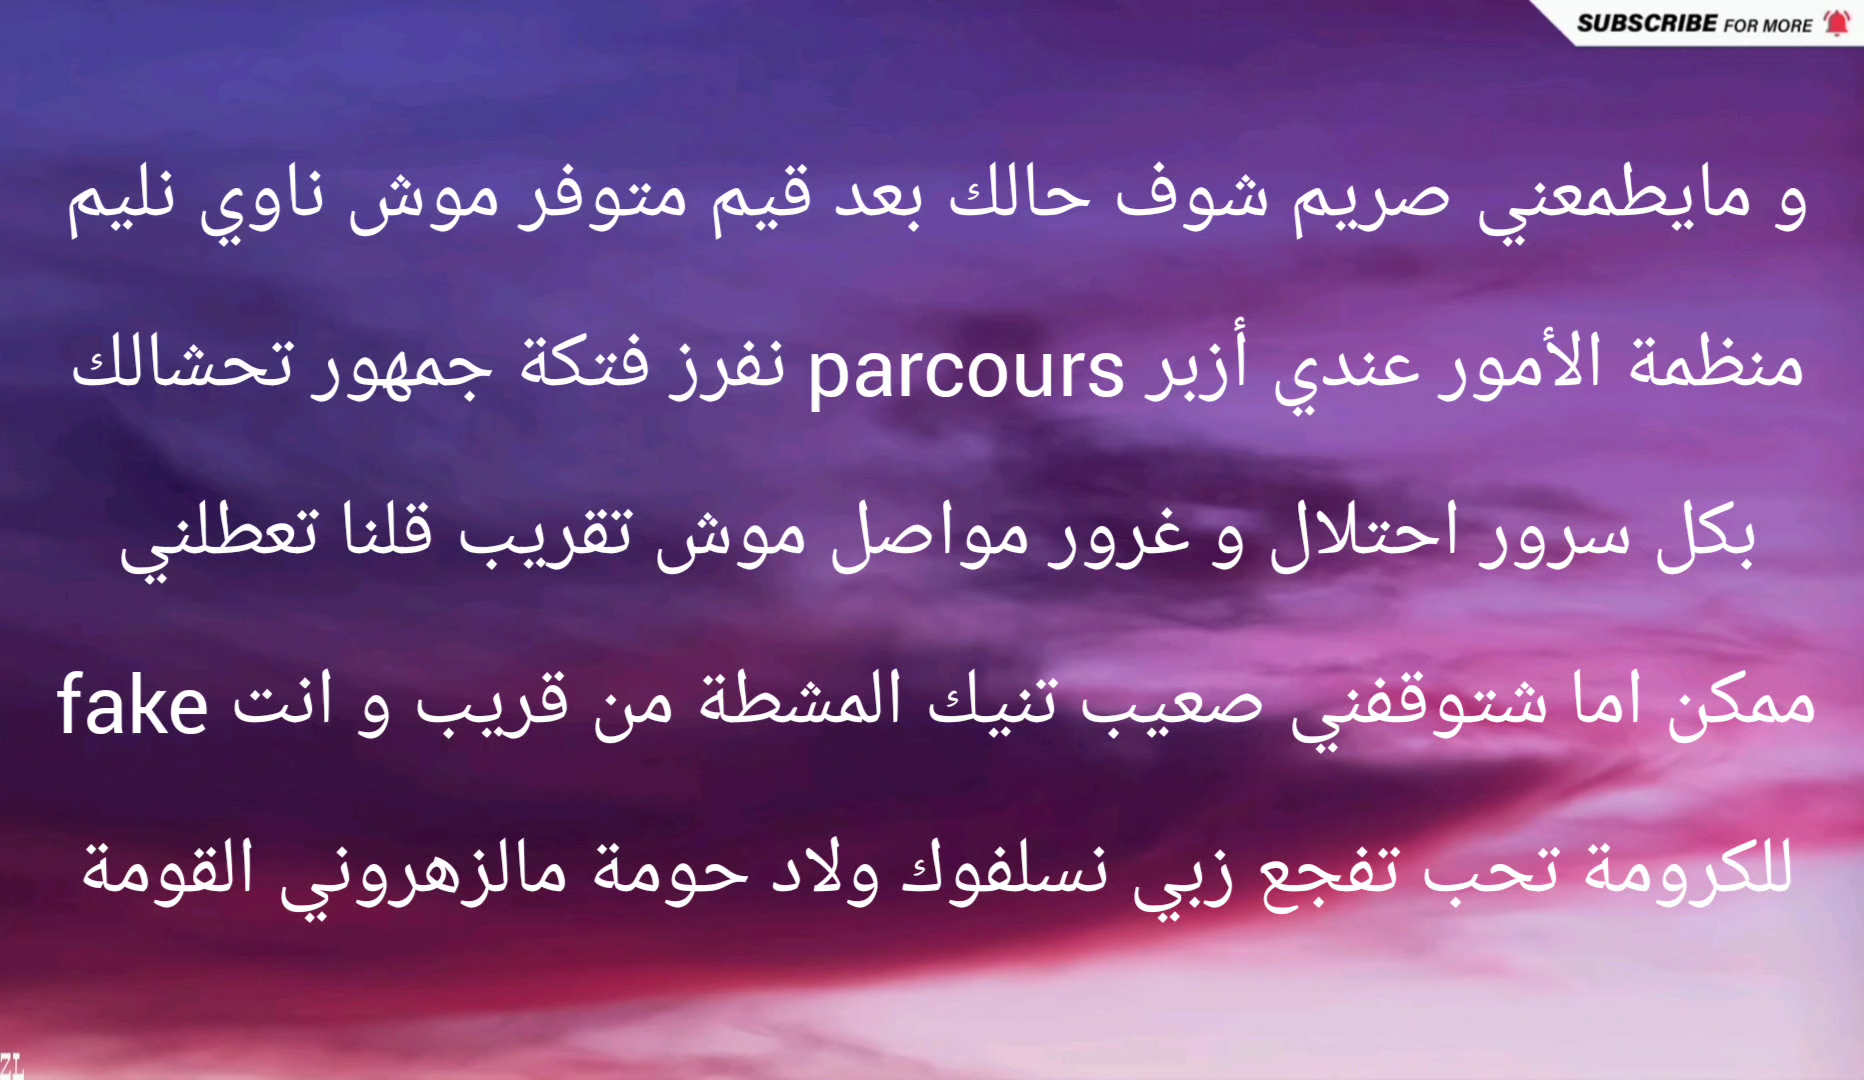 SUBSCRIBE FOR MORE
و مايطمعني صريم شوف حالك بعد قيم متوفر موش ناوي نليم
منظمة الأمور عندي أزبر parcours نفرز فتكة جمهور تحشالك
بكل سرور احتلال و غرور مواصل موش تقريب قلنا تعطلني
ممكن اما شتوقفني صعيب تنيك المشطة من قريب و انت fake
للكرومة تحب تفجع زبي نسلفوك ولاد حومة مالزهروني القومة
ZL